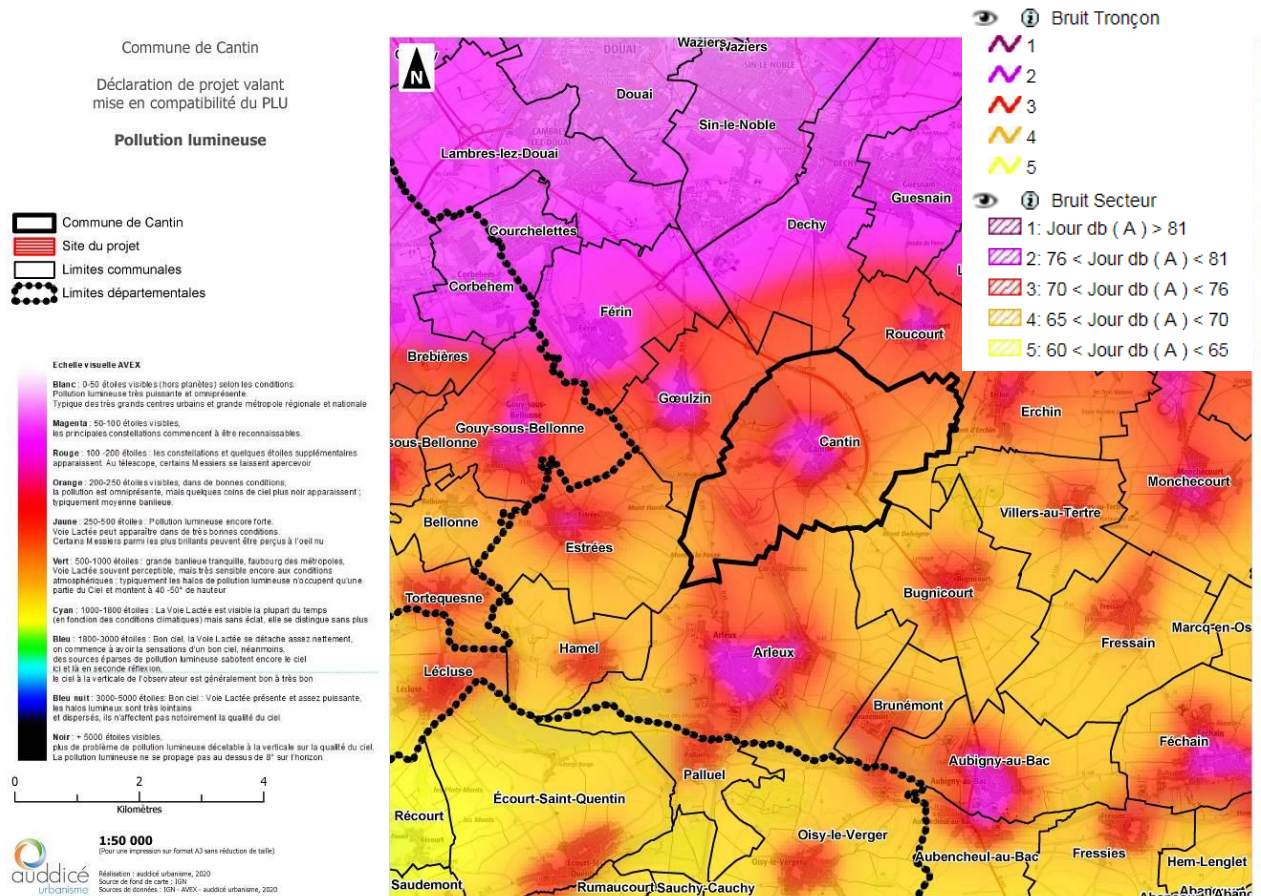 Commune de Cantin
Déclaration de projet valant
mise en compatibilité du PLU
Pollution lumineuse
Commune de Cantin
Site du projet
Limites communales
Limites départementales
Echelle visuelle AVEX
Blanc : 0-50 étoiles visibles (hors planètes) selon les conditions.
Pollution lumineuse très puissante et omniprésente.
Typique des très grands centres urbains et grande métropole régionale et nationale
Magenta : 50-100 étoiles visibles,
les principales constellations commencent à être reconnaissables.
Rouge : 100 -200 étoiles : les constellations et quelques étoiles supplémentaires
apparaissent. Au télescope, certains Messiers se laissent apercevoir
Orange : 200-250 étoiles visibles, dans de bonnes conditions,
la pollution est omniprésente, mais quelques coins de ciel plus noir apparaissent ;
typiquement moyenne banlieue.
Jaune : 250-500 étoiles : Pollution lumineuse encore forte.
Voie Lactée peut apparaître dans de très bonnes conditions.
Certains Messiers parmi les plus brillants peuvent être perçus à l'oeil nu
Vert : 500-1000 étoiles : grande banlieue tranquille, faubourg des métropoles,
Voie Lactée souvent perceptible, mais très sensible encore aux conditions
atmosphériques ; typiquement les halos de pollution lumineuse n'occupent qu'une
partie du Ciel et montent à 40 -50° de hauteur
Cyan : 1000-1800 étoiles : La Voie Lactée est visible la plupart du temps
(en fonction des conditions climatiques) mais sans éclat, elle se distingue sans plus
Bleu : 1800-3000 étoiles : Bon ciel, la Voie Lactée se détache assez nettement,
on commence à avoir la sensations d'un bon ciel, néanmoins,
des sources éparses de pollution lumineuse sabotent encore le ciel
ici et là en seconde réflexion,
le ciel à la verticale de l'observateur est généralement bon à très bon
Bleu nuit : 3000-5000 étoiles: Bon ciel : Voie Lactée présente et assez puissante,
les halos lumineux sont très lointains
et dispersés, ils n'affectent pas notoirement la qualité du ciel
Noir : + 5000 étoiles visibles,
plus de problème de pollution lumineuse décelable à la verticale sur la qualité du ciel.
La pollution lumineuse ne se propage pas au dessus de 8° sur l'horizon
0 2 4
Kilomètres
1:50 000
(Pour une impression sur format A3 sans réduction de taille)
auddicé
urbanisme
Réalisation : auddicé urbanisme, 2020
Source de fond de carte : IGN
Sources de données : IGN - AVEX - auddicé urbanisme, 2020
N
Waziers Waziers
DOUAI
SIN-LE-NOBLE
Douai
Sin-le-Noble
LAMBRES
LEZ-DOUAI
Lambres-lez-Douai
DECHY
Guesnain
Guesnain
Dechy
Courchelettes
Corbehem
Corbehem
Férin
Férin
Roucourt
Brebières
Gœulzin
Erchin
Gouy-sous-Bellonne
sous-Bellonne
Cantin
Monchecourt
Monchecourt
Villers-au-Tertre
Bellonne
Estrées
Bugnicourt
Bugnicourt
Tortequesne
Fressain
Marcq-en-Os
Hamel
Arleux
Arleux
Lécluse
Lécluse
Brunémont
Féchain
Aubigny-au-Bac
Palluel
Écourt-Saint-Quentin
Récourt
Oisy-le-Verger
Aubencheul-au-Bac
Fressies
Hem-Lenglet
Saudemont
Rumaucourt
Sauchy-Cauchy
Bruit Tronçon
1
2
3
4
5
Bruit Secteur
1: Jour db ( A ) > 81
2: 76 < Jour db ( A ) < 81
3: 70 < Jour db ( A ) < 76
4: 65 < Jour db ( A ) < 70
5: 60 < Jour db ( A ) < 65